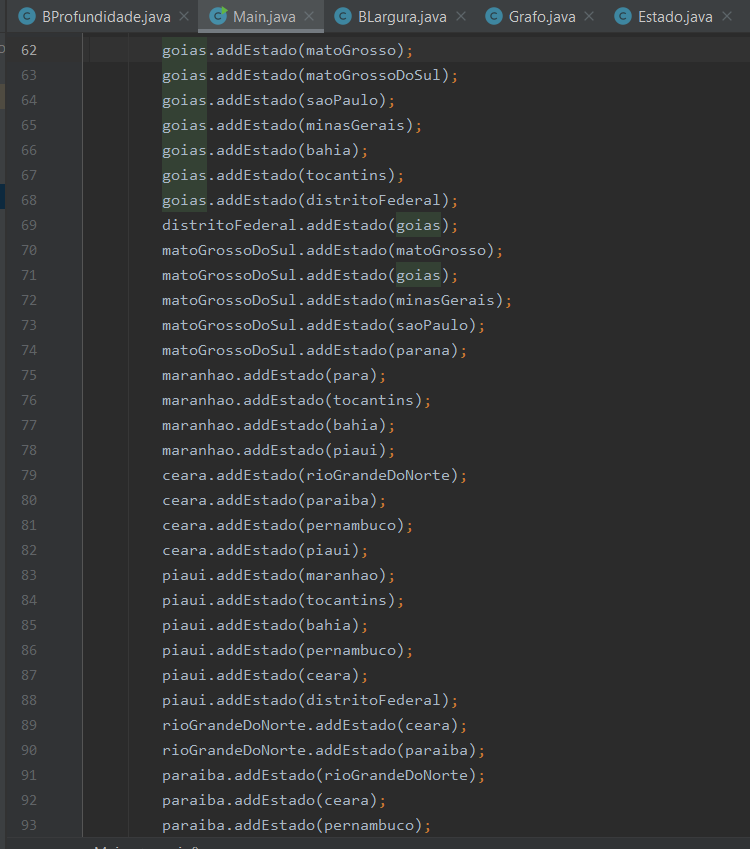 BProfundidade.java Main.java BLargura.java Grafo.java Estado.java
62 goias.addEstado(matoGrosso);
63 goias.addEstado(matoGrossoDoSul);
64 goias.addEstado(saoPaulo);
65 goias.addEstado(minasGerais);
66 goias.addEstado(bahia);
67 goias.addEstado(tocantins);
68 goias.addEstado(distritoFederal);
69 distritoFederal.addEstado(goias);
70 matoGrossoDoSul.addEstado(matoGrosso);
71 matoGrossoDoSul.addEstado(goias);
72 matoGrossoDoSul.addEstado(minasGerais);
73 matoGrossoDoSul.addEstado(saoPaulo);
74 matoGrossoDoSul.addEstado(parana);
75 maranhao.addEstado(para);
76 maranhao.addEstado(tocantins);
77 maranhao.addEstado(bahia);
78 maranhao.addEstado(piaui);
79 ceara.addEstado(rioGrandeDoNorte);
80 ceara.addEstado(paraiba);
81 ceara.addEstado(pernambuco);
82 ceara.addEstado(piaui);
83 piaui.addEstado(maranhao);
84 piaui.addEstado(tocantins);
85 piaui.addEstado(bahia);
86 piaui.addEstado(pernambuco);
87 piaui.addEstado(ceara);
88 piaui.addEstado(distritoFederal);
89 rioGrandeDoNorte.addEstado(ceara);
90 rioGrandeDoNorte.addEstado(paraiba);
91 paraiba.addEstado(rioGrandeDoNorte);
92 paraiba.addEstado(ceara);
93 paraiba.addEstado(pernambuco);